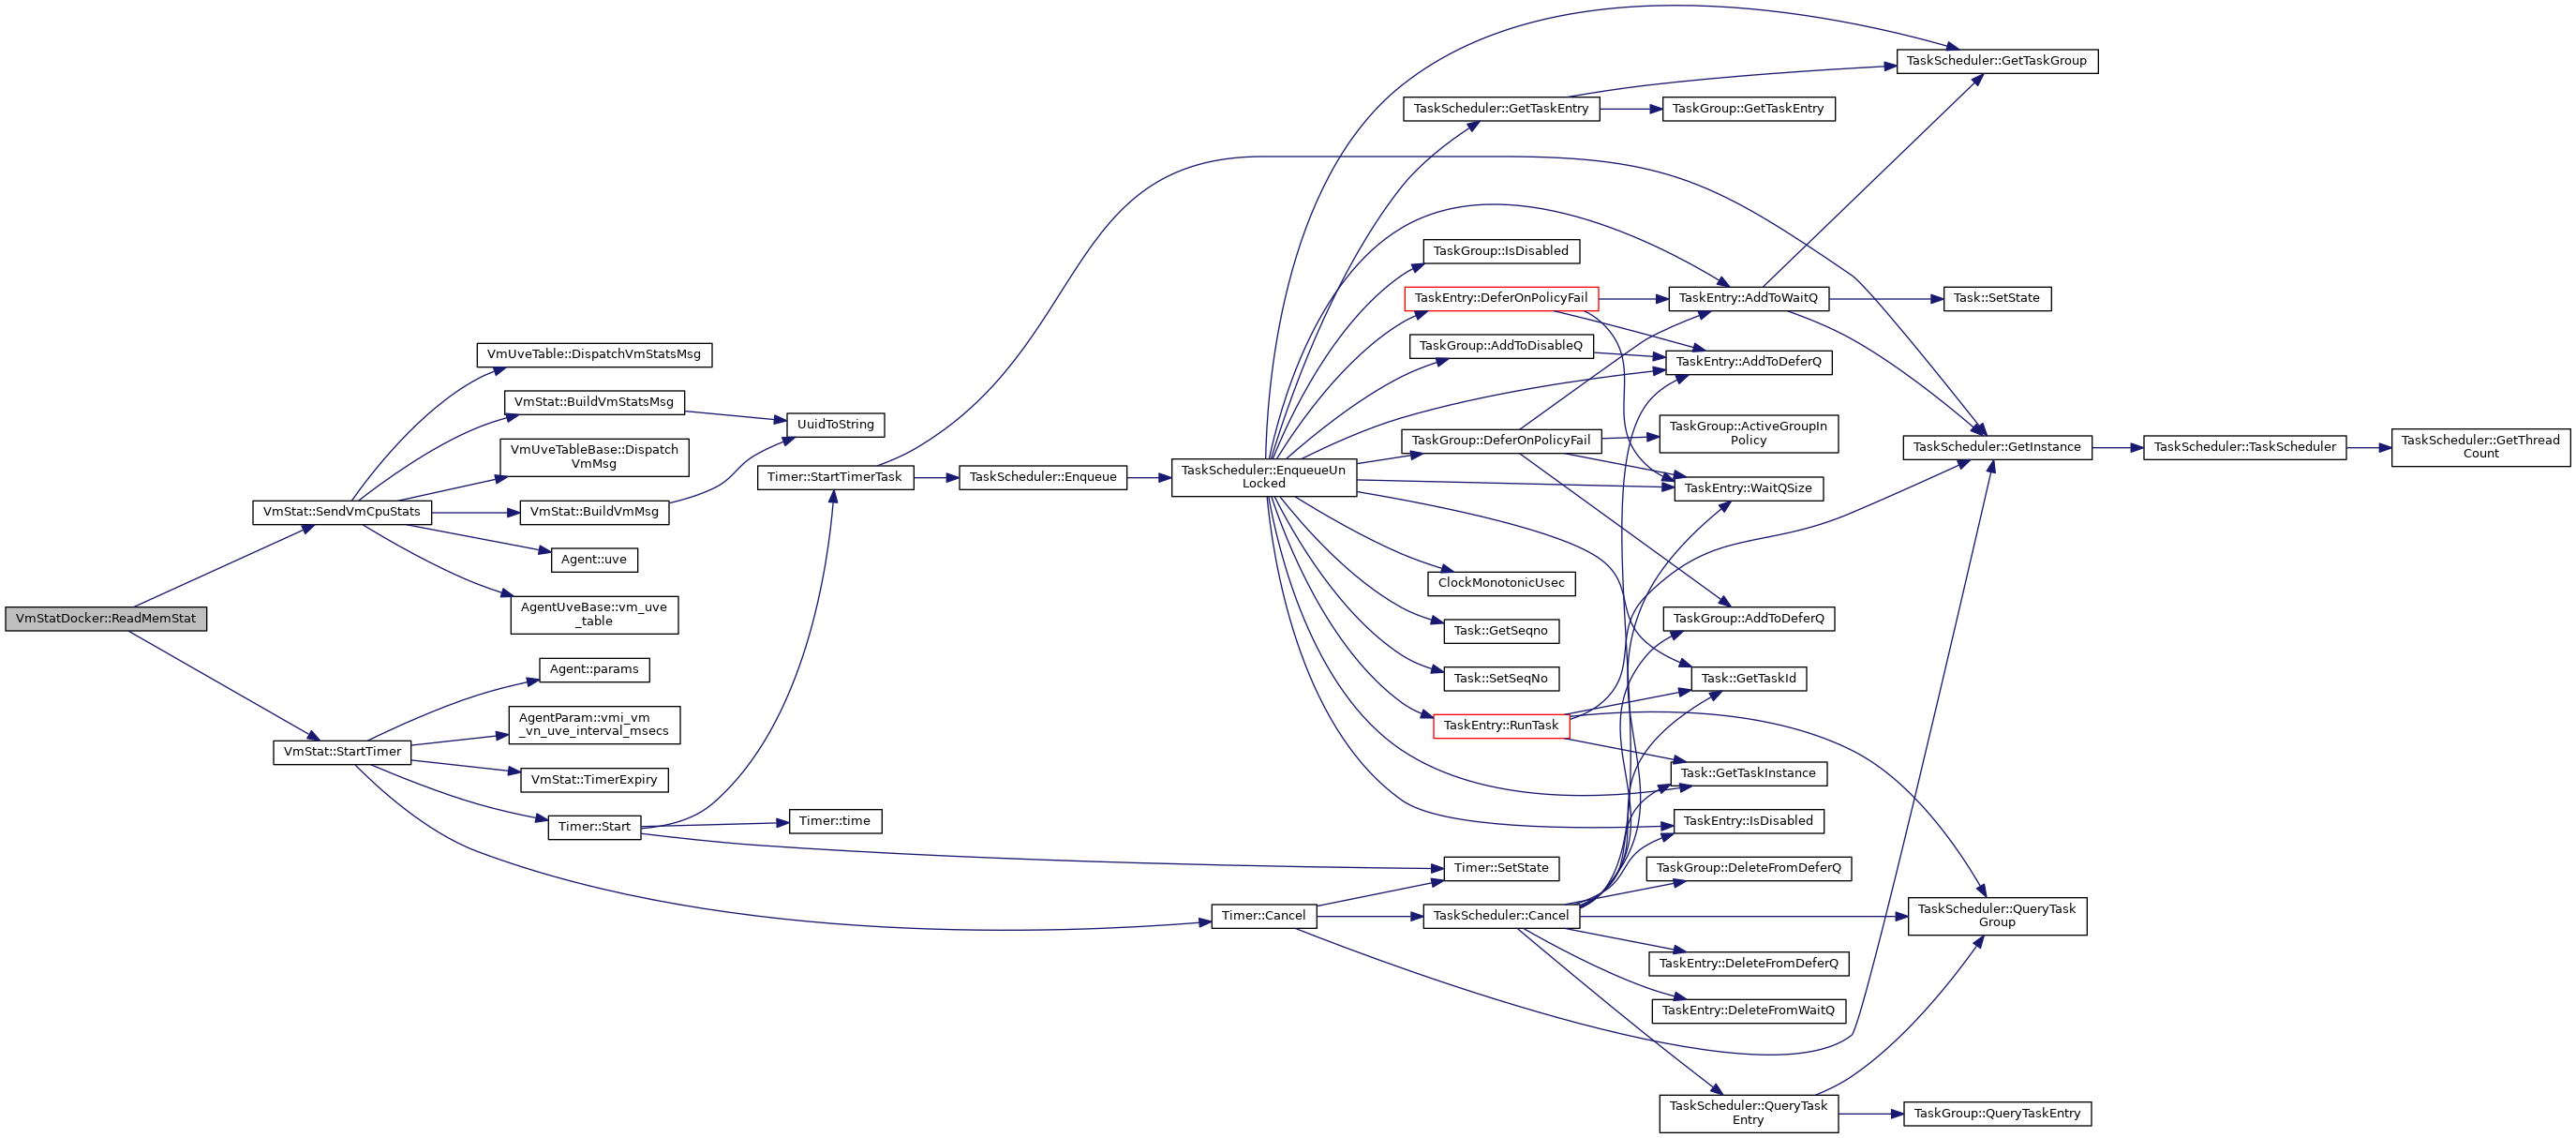 VmStatDocker::ReadMemStat
VmStat::SendVmCpuStats
VmStat::StartTimer
VmUveTable::DispatchVmStatsMsg
VmStat::BuildVmStatsMsg
VmUveTableBase::Dispatch
VmMsg
VmStat::BuildVmMsg
Agent::uve
AgentUveBase::vm_uve
_table
Agent::params
AgentParam::vmi_vm
_vn_uve_interval_msecs
VmStat::TimerExpiry
Timer::Start
UuidToString
Timer::StartTimerTask
Timer::time
TaskScheduler::Enqueue
TaskScheduler::EnqueueUn
Locked
Timer::Cancel
TaskScheduler::GetTaskEntry
TaskGroup::IsDisabled
TaskEntry::DeferOnPolicyFail
TaskGroup::AddToDisableQ
TaskGroup::DeferOnPolicyFail
ClockMonotonicUsec
Task::GetSeqno
Task::SetSeqNo
TaskEntry::RunTask
Timer::SetState
TaskScheduler::Cancel
TaskGroup::GetTaskEntry
TaskEntry::AddToWaitQ
TaskEntry::AddToDeferQ
TaskGroup::ActiveGroupIn
Policy
TaskEntry::WaitQSize
TaskGroup::AddToDeferQ
Task::GetTaskId
Task::GetTaskInstance
TaskEntry::IsDisabled
TaskGroup::DeleteFromDeferQ
TaskEntry::DeleteFromDeferQ
TaskEntry::DeleteFromWaitQ
TaskScheduler::QueryTask
Entry
TaskScheduler::GetTaskGroup
Task::SetState
TaskScheduler::GetInstance
TaskScheduler::QueryTask
Group
TaskGroup::QueryTaskEntry
TaskScheduler::TaskScheduler
TaskScheduler::GetThread
Count